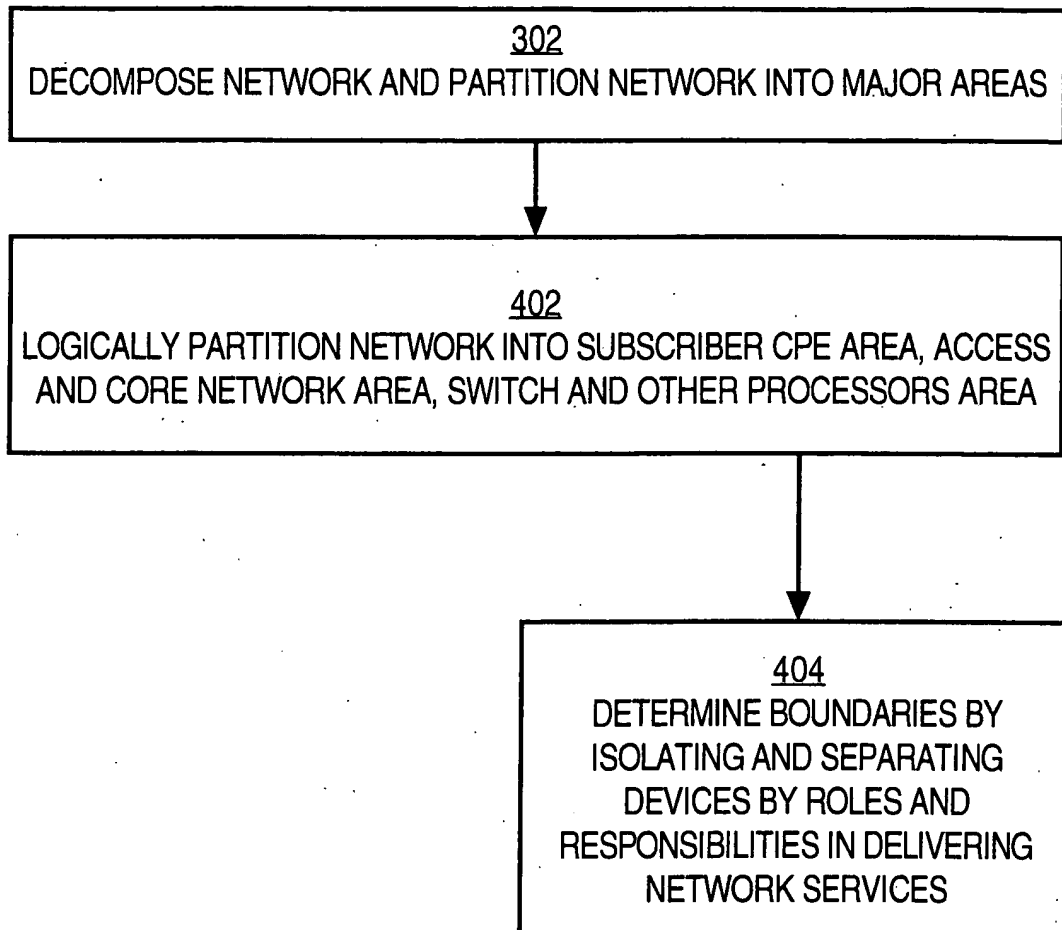 302
DECOMPOSE NETWORK AND PARTITION NETWORK INTO MAJOR AREAS
402
LOGICALLY PARTITION NETWORK INTO SUBSCRIBER CPE AREA, ACCESS
AND CORE NETWORK AREA, SWITCH AND OTHER PROCESSORS AREA
404
DETERMINE BOUNDARIES BY
ISOLATING AND SEPARATING
DEVICES BY ROLES AND
RESPONSIBILITIES IN DELIVERING
NETWORK SERVICES